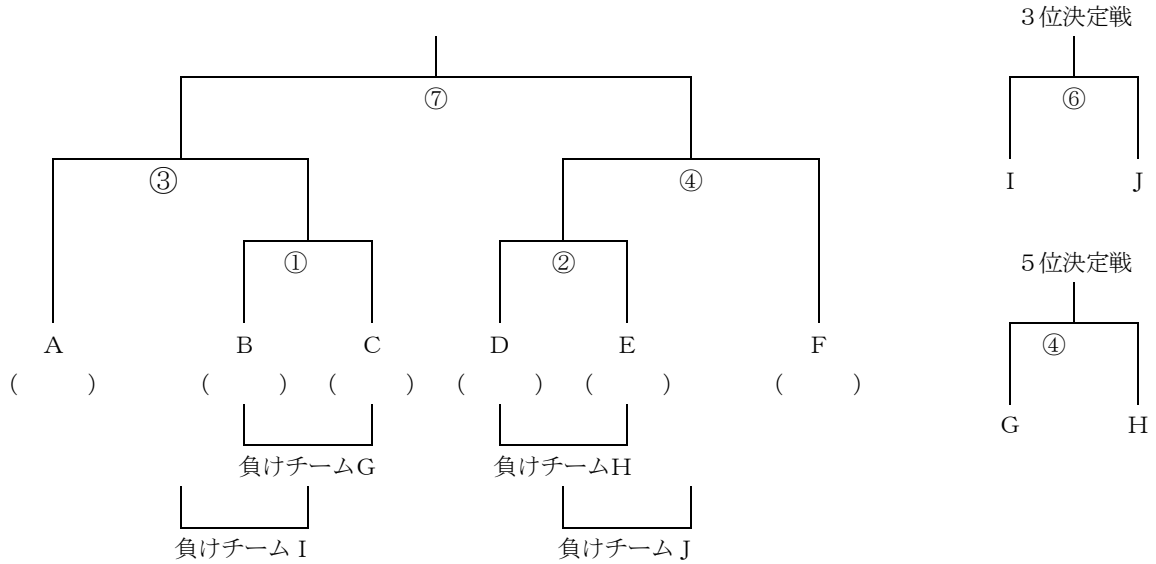 3位決定戦
⑦
⑥
③
④
I
J
①
②
5位決定戦
A
B
C
D
E
F
④
(　　　)
(　　　)
(　　　)
(　　　)
(　　　)
(　　　)
G
H
負けチームG
負けチームH
負けチームI
負けチームJ